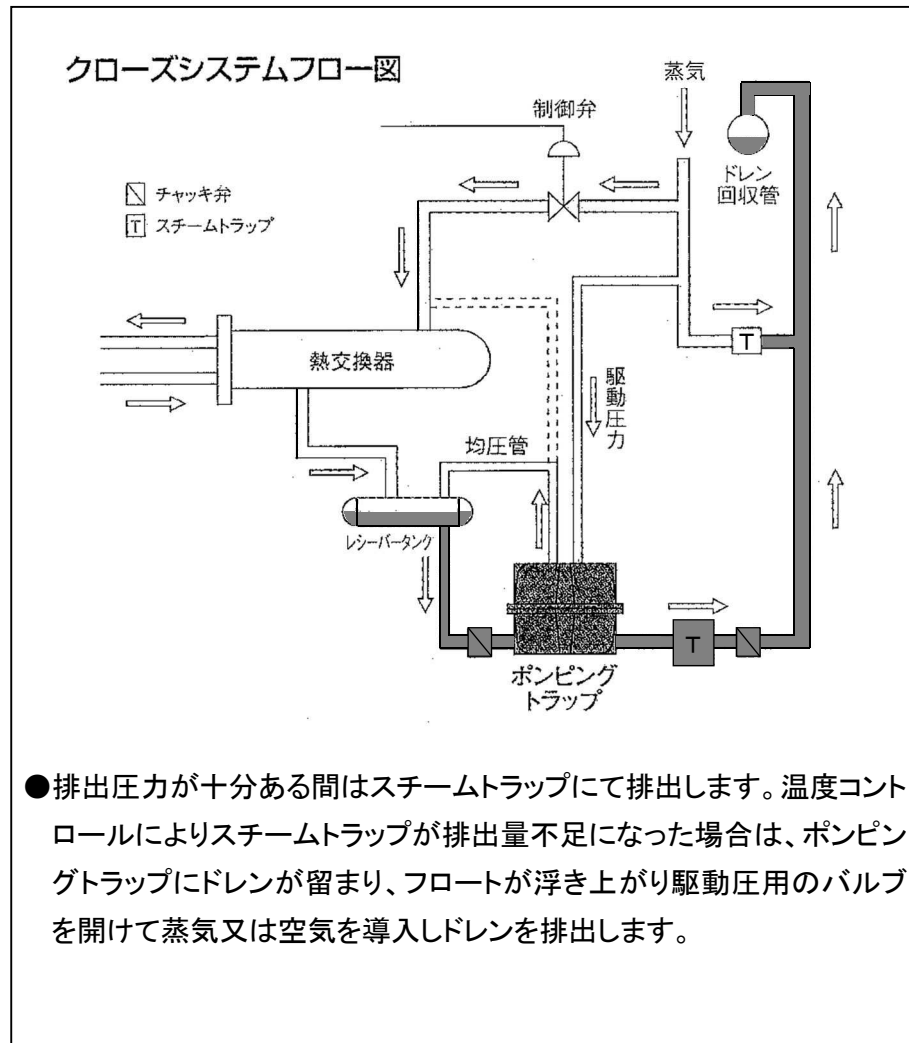 クローズシステムフロー図
蒸気
制御弁
ドレン
回収管
チャッキ弁
T スチームトラップ
T
熱交換器
駆動圧力
均圧管
レシーバータンク
T
ポンピング
トラップ
●排出圧力が十分ある間はスチームトラップにて排出します。温度コント
ロールによりスチームトラップが排出量不足になった場合は、ポンピン
グトラップにドレンが留まり、フロートが浮き上がり駆動圧用のバルブ
を開けて蒸気又は空気を導入しドレンを排出します。